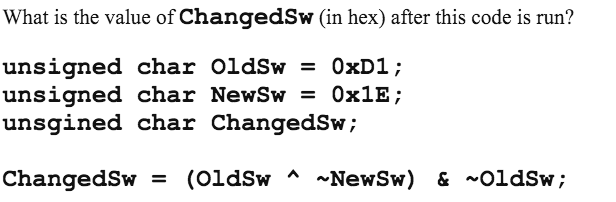 What is the value of ChangedSw (in hex) after this code is run?
unsigned char OldSw = 0xD1;
unsigned char NewSw = 0x1E;
unsgined char ChangedSw;
ChangedSw = (OldSw ^ ~NewSw) & ~OldSw;